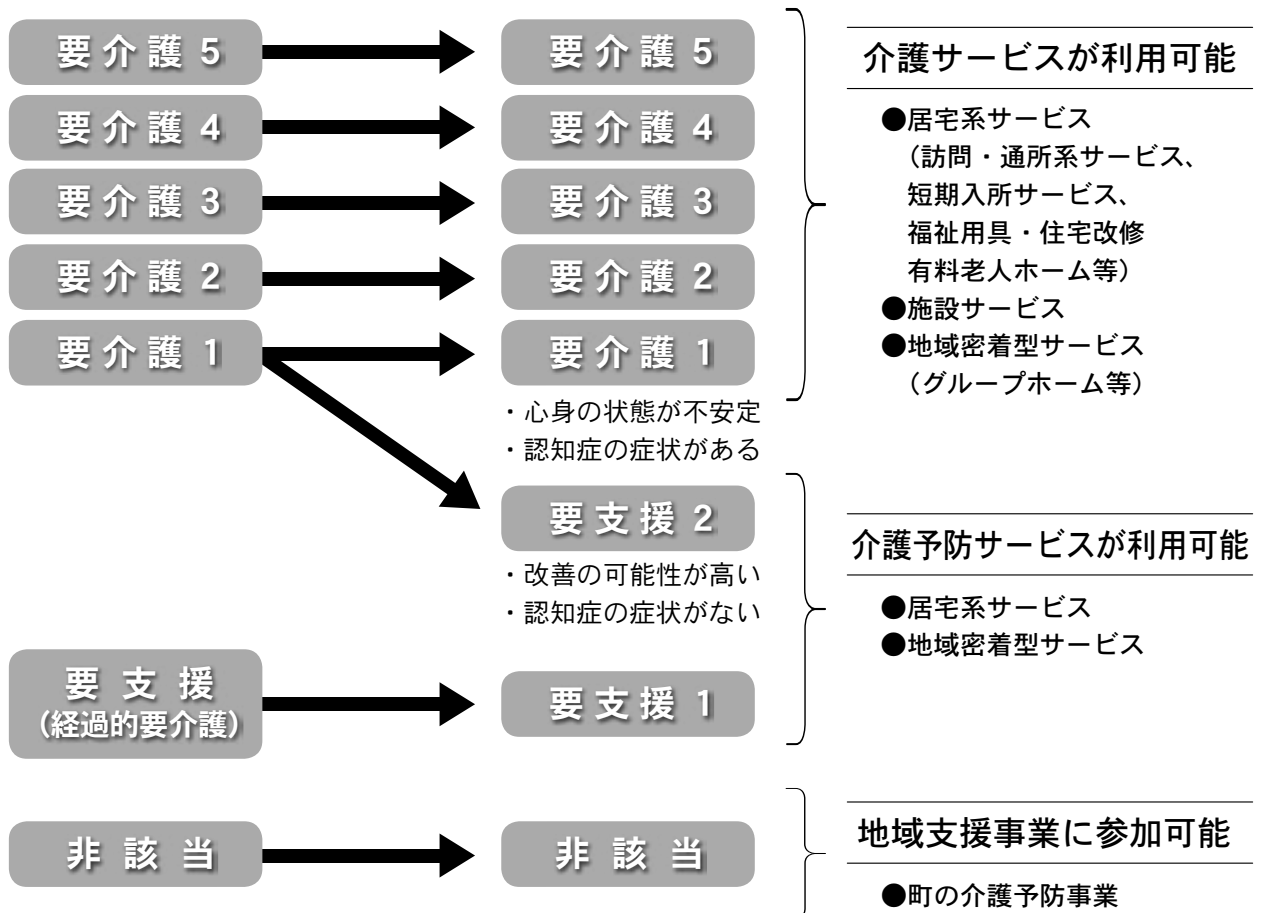 要介護 5
要介護 4
要介護 3
要介護 2
要介護 1
要支援
(経過的要介護)
非該当
要介護 5
要介護 4
要介護 3
要介護 2
要介護 1
・心身の状態が不安定
・認知症の症状がある
要支援 2
・改善の可能性が高い
・認知症の症状がない
要支援 1
非該当
介護サービスが利用可能
●居宅系サービス
(訪問・通所系サービス、
短期入所サービス、
福祉用具・住宅改修
有料老人ホーム等)
●施設サービス
●地域密着型サービス
(グループホーム等)
介護予防サービスが利用可能
●居宅系サービス
●地域密着型サービス
地域支援事業に参加可能
●町の介護予防事業